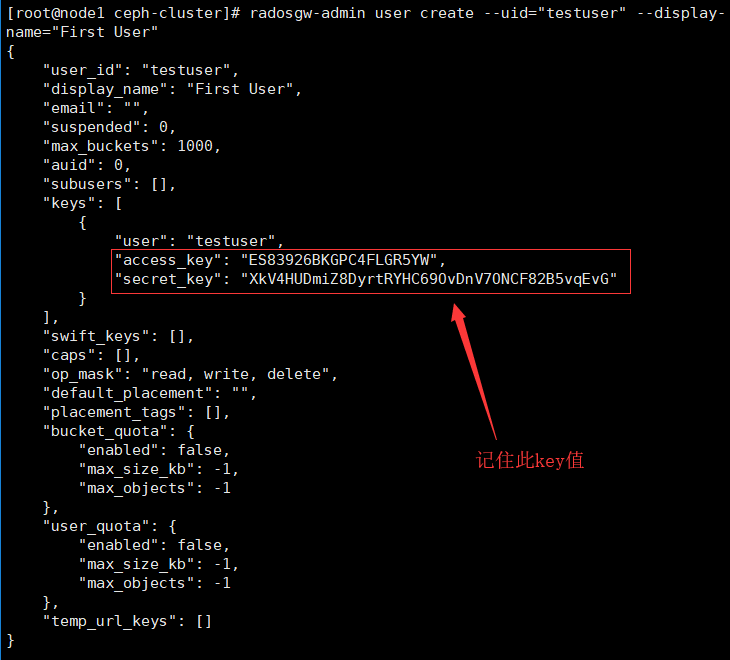 [root@node1 ceph-cluster]# radosgw-admin user create --uid="testuser" --display-
name="First User"
{
    "user_id": "testuser",
    "display_name": "First User",
    "email": "",
    "suspended": 0,
    "max_buckets": 1000,
    "auid": 0,
    "subusers": [],
    "keys": [
        {
            "user": "testuser",
            "access_key": "ES83926BKGPC4FLGR5YW",
            "secret_key": "XkV4HUDmiZ8DyrtRYHC69OvDnV7ONCF82B5vqEvG"
        }
    ],
    "swift_keys": [],
    "caps": [],
    "op_mask": "read, write, delete",
    "default_placement": "",
    "placement_tags": [],
    "bucket_quota": {
        "enabled": false,
        "max_size_kb": -1,
        "max_objects": -1
    },
    "user_quota": {
        "enabled": false,
        "max_size_kb": -1,
        "max_objects": -1
    },
    "temp_url_keys": []
}
记住此key值